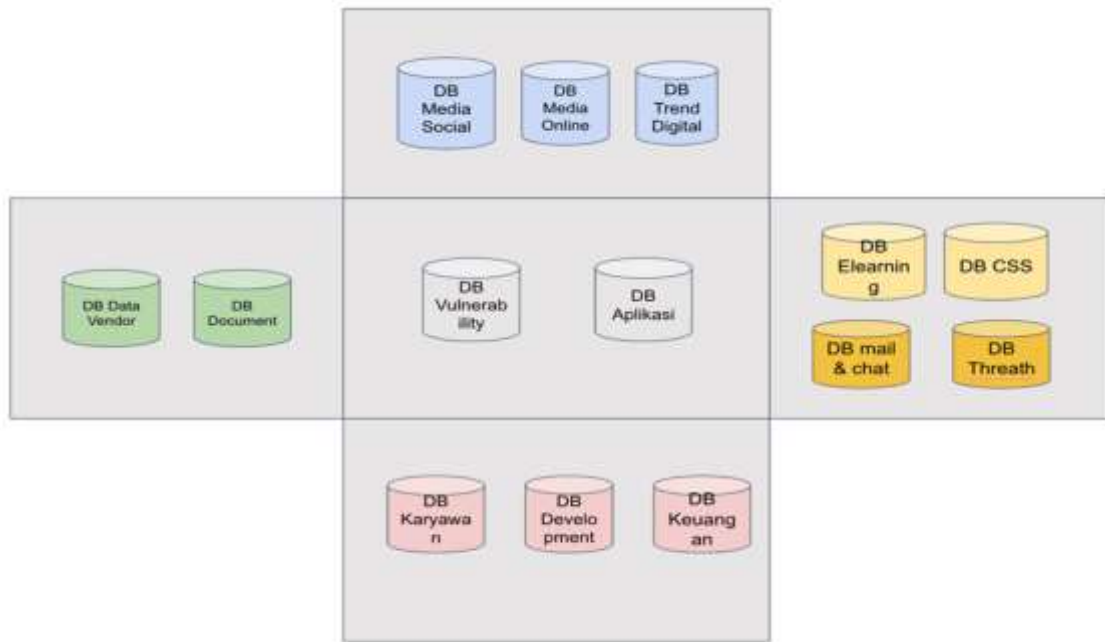 DB
Media
Social
DB
Media
Online
DB
Trend
Digital
DB Data
Vendor
DB
Document
DB
Vulnerab
ility
DB
Aplikasi
DB
Elearnin
g
DB CSS
DB mail
& chat
DB
Threath
DB
Karyawa
n
DB
Develo
pment
DB
Keuang
an